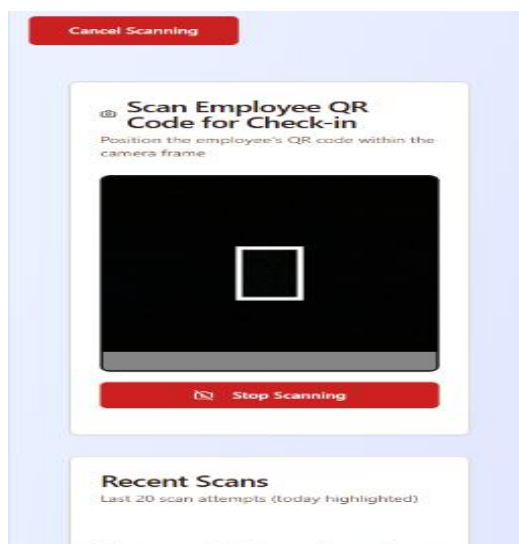 Cancel Scanning
Scan Employee QR
Code for Check-in
Position the employee's QR code within the
camera frame
Stop Scanning
Recent Scans
Last 20 scan attempts (today highlighted)